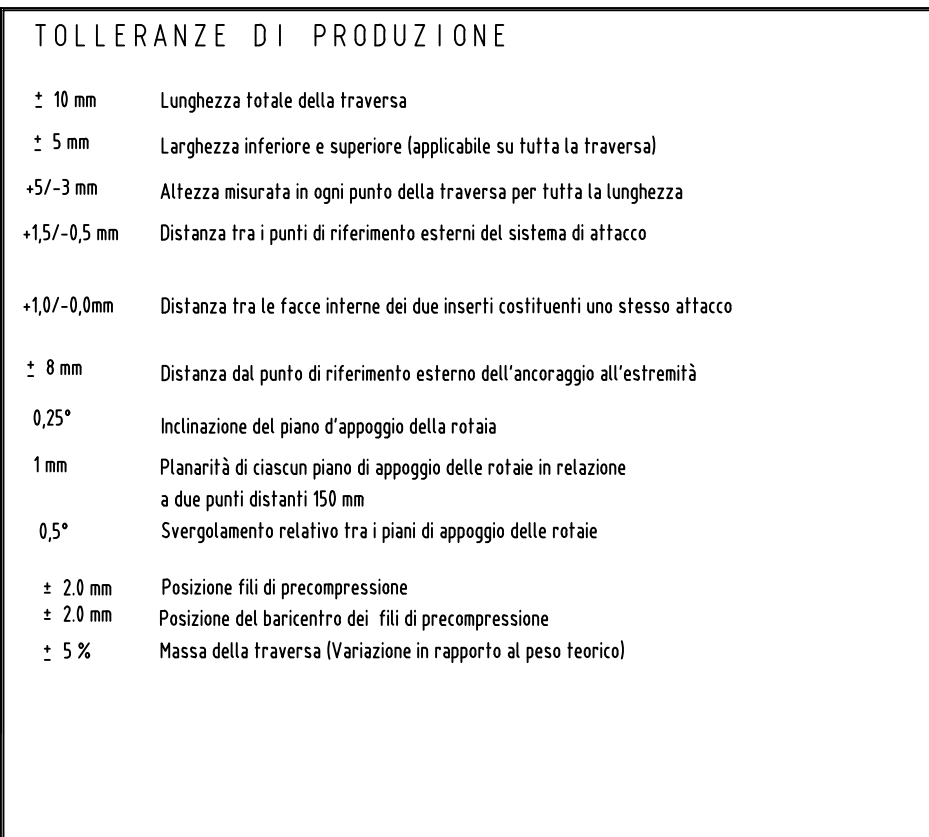 TOLLERANZE DI PRODUZIONE
± 10 mm Lunghezza totale della traversa
± 5 mm Larghezza inferiore e superiore (applicabile su tutta la traversa)
+5/-3 mm Altezza misurata in ogni punto della traversa per tutta la lunghezza
+1,5/-0,5 mm Distanza tra i punti di riferimento esterni del sistema di attacco
+1,0/-0,0mm Distanza tra le facce interne dei due inserti costituenti uno stesso attacco
± 8 mm Distanza dal punto di riferimento esterno dell'ancoraggio all'estremità
0,25° Inclinazione del piano d'appoggio della rotaia
1 mm Planarità di ciascun piano di appoggio delle rotaie in relazione
a due punti distanti 150 mm
0,5° Svergolamento relativo tra i piani di appoggio delle rotaie
± 2.0 mm Posizione fili di precompressione
± 2.0 mm Posizione del baricentro dei fili di precompressione
± 5 % Massa della traversa (Variazione in rapporto al peso teorico)